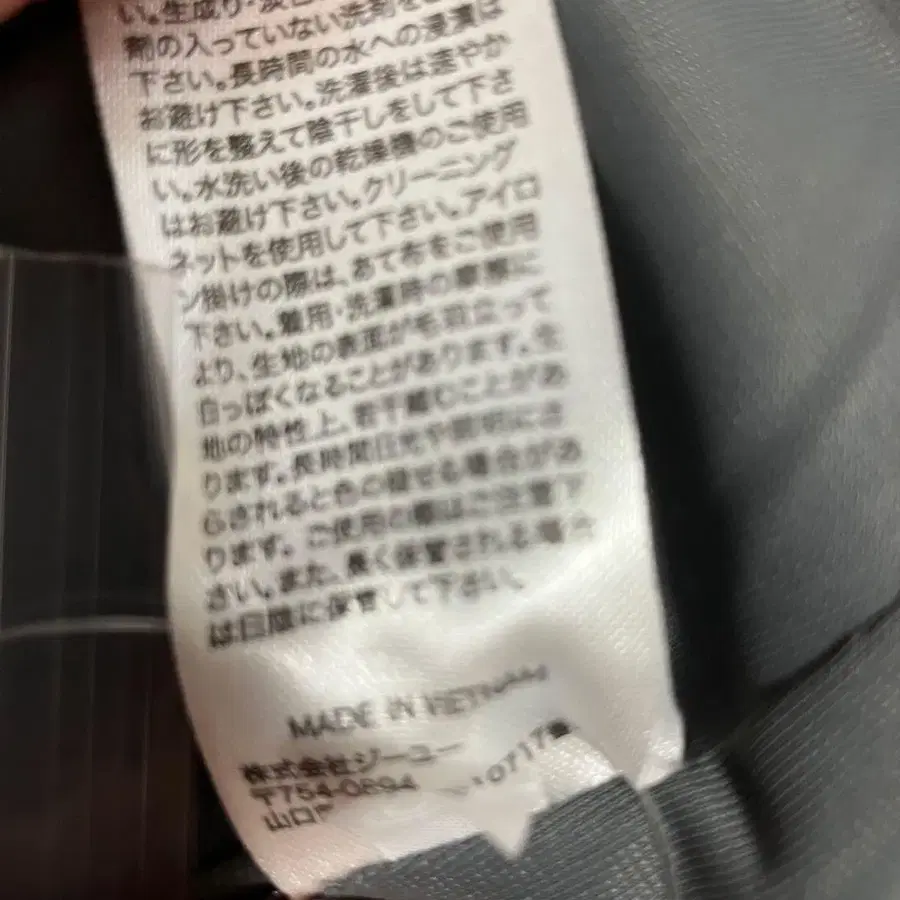 い。生成り・淡色
剤の入っていない洗剤をご
下さい。長時間の水への浸漬は
お避け下さい。洗濯後は速やか
に形を整えて陰干しをして下さ
い。水洗い後の乾燥機のご使用
はお避け下さい。クリーニング
ネットを使用して下さい。アイロ
ン掛けの際は、あて布をご使用
下さい。着用・洗濯時の摩擦に
より、生地の表面が毛羽立って
白っぽくなることがあります。生
地の特性上、若干縮むことがあ
ります。長時間日光や照明にさ
らされると色の褪せる場合があ
ります。ご使用の際はご注意下
さい。また、長く保管される場合
は日陰に保管して下さい。
MADE IN VIETNAM
株式会社ジーユー
〒754-0894
山口
10717